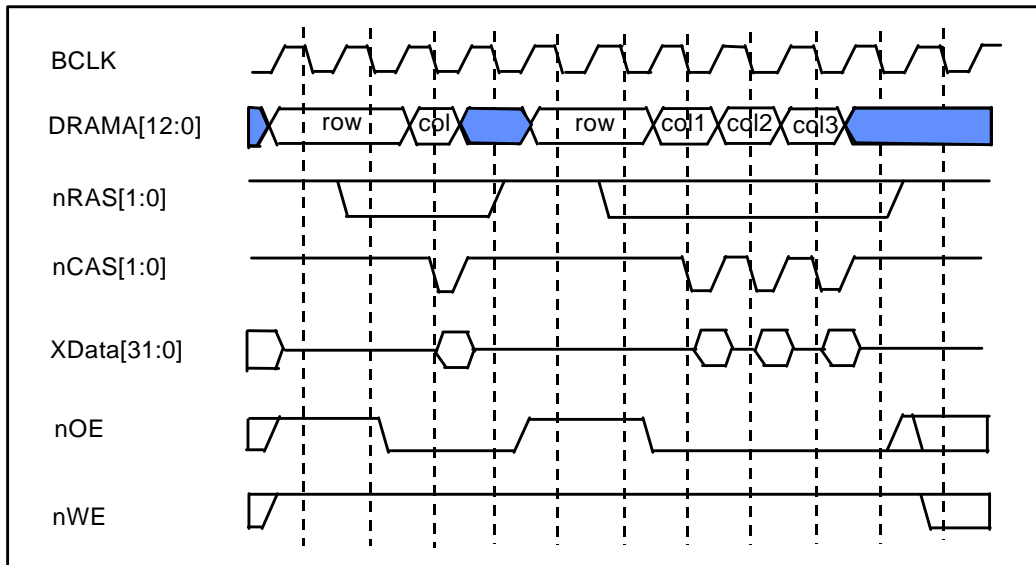 BCLK
DRAMA[12:0] row col row col1 col2 col3
nRAS[1:0]
nCAS[1:0]
XData[31:0]
nOE
nWE